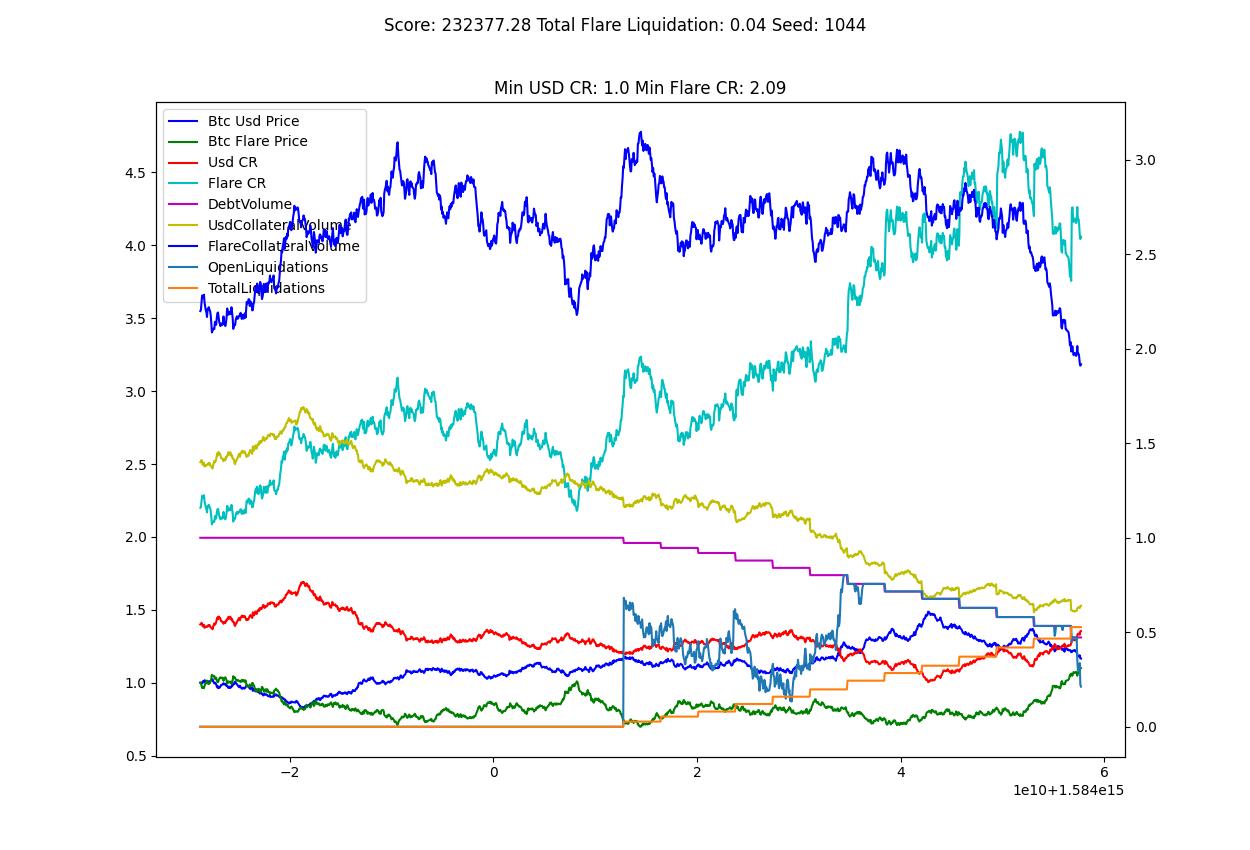 Score: 232377.28 Total Flare Liquidation: 0.04 Seed: 1044
Min USD CR: 1.0 Min Flare CR: 2.09
Btc Usd Price
Btc Flare Price
Usd CR
Flare CR
DebtVolume
UsdCollateralVolume
FlareCollateralVolume
OpenLiquidations
TotalLiquidations
4.5
4.0
3.5
3.0
2.5
2.0
1.5
1.0
0.5
3.0
2.5
2.0
1.5
1.0
0.5
0.0
−2
0
2
4
6
1e10+1.584e15